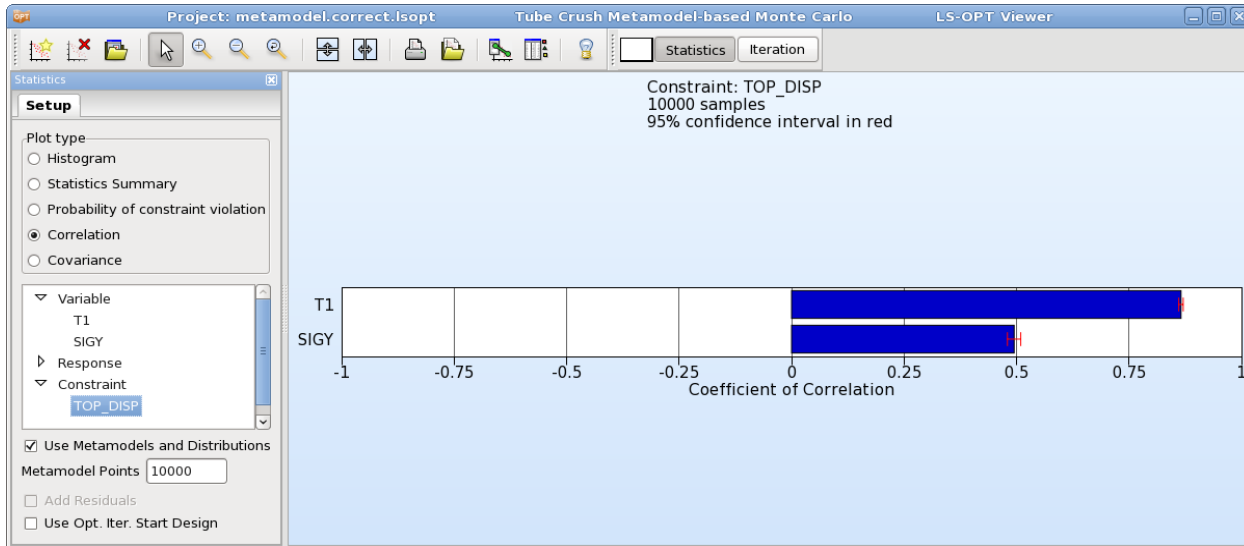 Project: metamodel.correct.lsopt Tube Crush Metamodel-based Monte Carlo LS-OPT Viewer
Statistics Iteration
Statistics
Setup
Plot type
Histogram
Statistics Summary
Probability of constraint violation
Correlation
Covariance
Variable
T1
SIGY
Response
Constraint
TOP_DISP
Use Metamodels and Distributions
Metamodel Points 10000
Add Residuals
Use Opt. Iter. Start Design
Constraint: TOP_DISP
10000 samples
95% confidence interval in red
T1
SIGY
-1 -0.75 -0.5 -0.25 0 0.25 0.5 0.75 1
Coefficient of Correlation